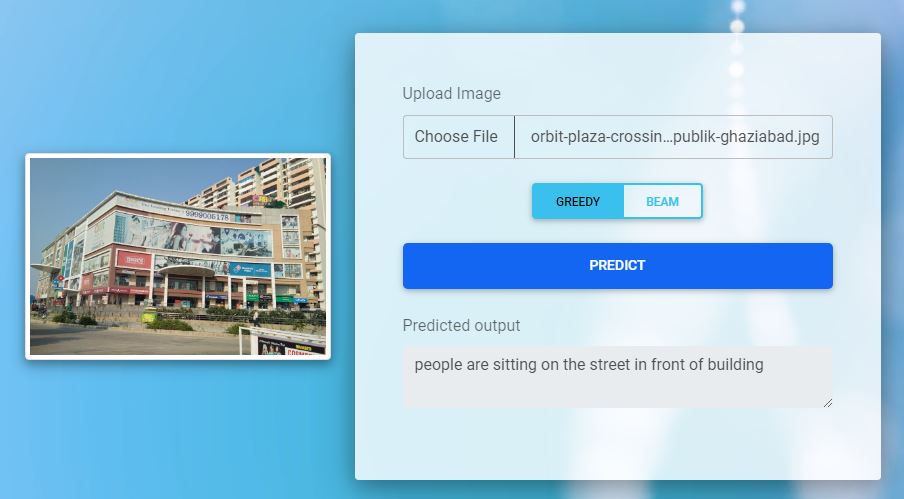 Upload Image
Choose File
orbit-plaza-crossin...publik-ghaziabad.jpg
GREEDY
BEAM
PREDICT
Predicted output
people are sitting on the street in front of building
9999005178